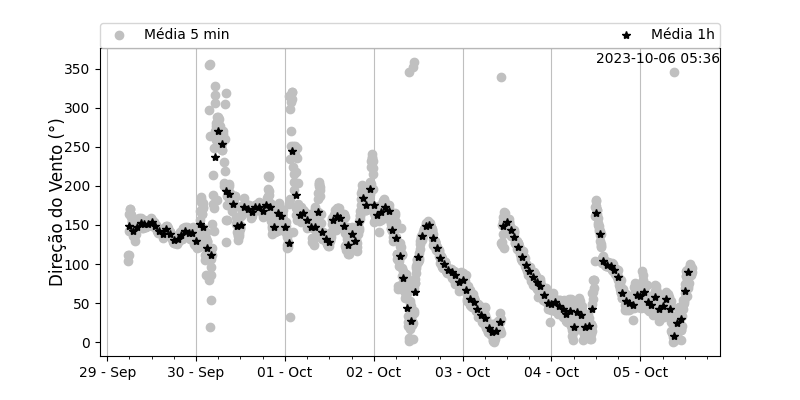 Média 5 min
Média 1h
2023-10-06 05:36
Direção do Vento (°)
350
300
250
200
150
100
50
0
29 - Sep
30 - Sep
01 - Oct
02 - Oct
03 - Oct
04 - Oct
05 - Oct